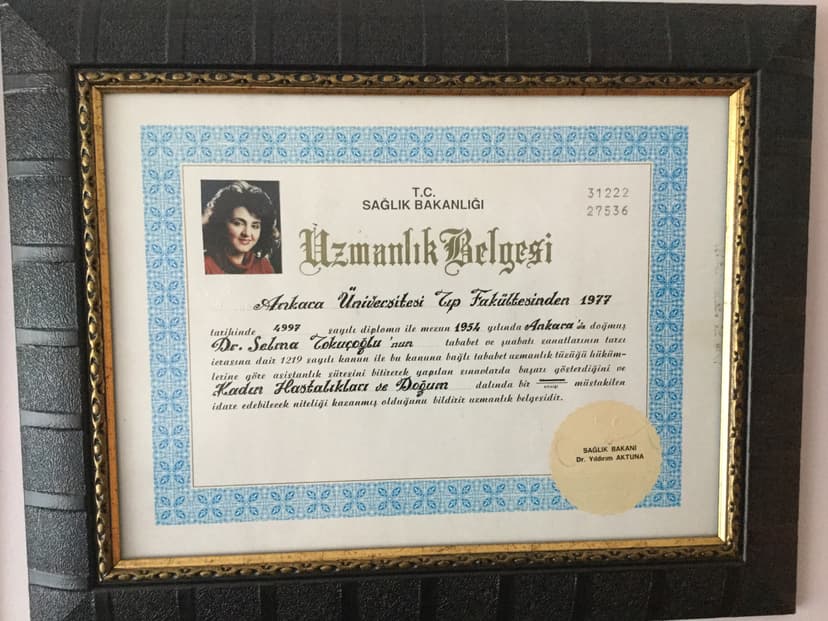 T.C.
SAĞLIK BAKANLIĞI
31222
27536
Uzmanlık Belgesi
Ankara Üniversitesi Tıp Fakültesinden 1977
tarihinde 4997 sayılı diploma ile mezun 1954 yılında Ankara'da doğmuş
Dr. Selma Tokuçoğlu'nun tababet ve şuabatı sanatlarının tarzı
icrasına dair 1219 sayılı kanun ile bu kanuna bağlı tababet uzmanlık tüzüğü hüküm-
lerine göre asistanlık süresini bitirerek yapılan sınavlarda başarı gösterdiğini ve
Kadın Hastalıkları ve Doğum dalında bir müstakilen
idare edebilecek niteliği kazanmış olduğunu bildirir uzmanlık belgesidir.
SAĞLIK BAKANI
Dr. Yıldırım AKTUNA